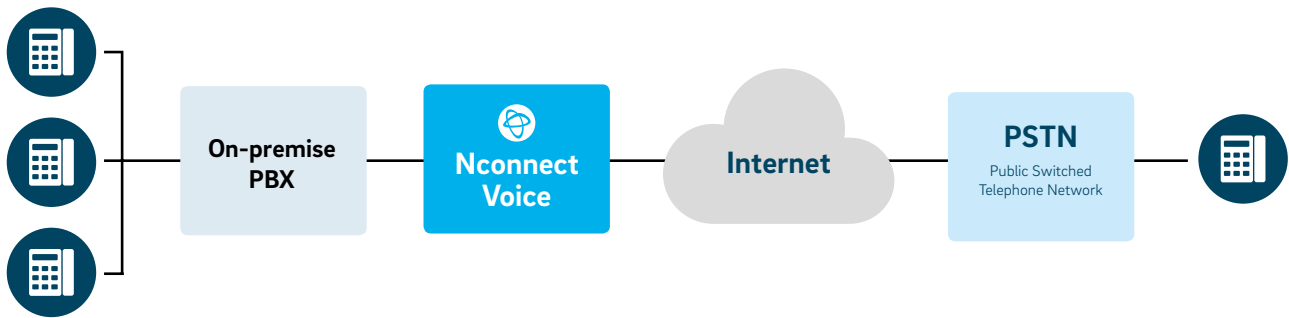 On-premise
PBX
Nconnect
Voice
Internet
PSTN
Public Switched
Telephone Network